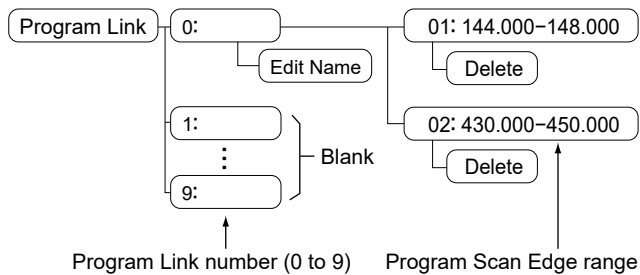 Program Link
0:
01: 144.000–148.000
Edit Name
Delete
1:
02: 430.000–450.000
⋮
Blank
Delete
9:
Program Link number (0 to 9)
Program Scan Edge range